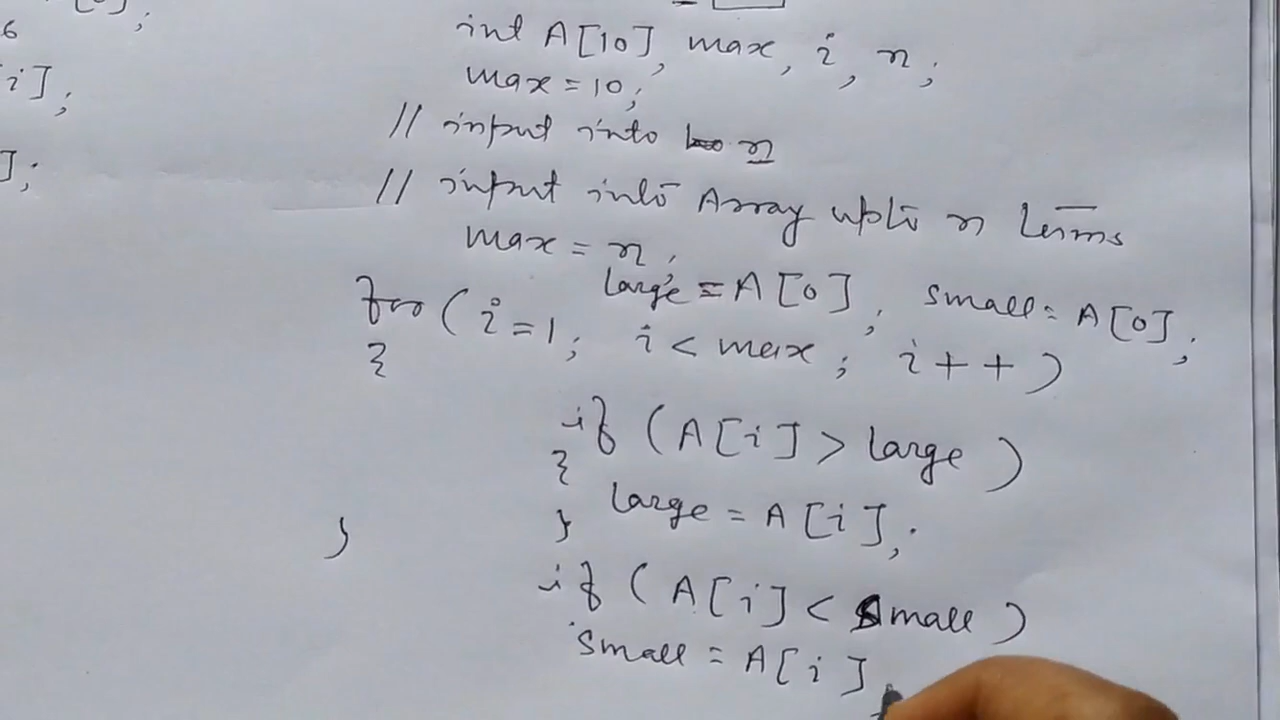 6
i];
];
int A[10], max, i, n;
max = 10;
// input into n
// input into Array upto n terms
max = n;
large = A[0]; small = A[0];
for (i=1; i < max; i++)
{
if (A[i] > large)
{
large = A[i];
}
}
if (A[i] < small)
small = A[i]